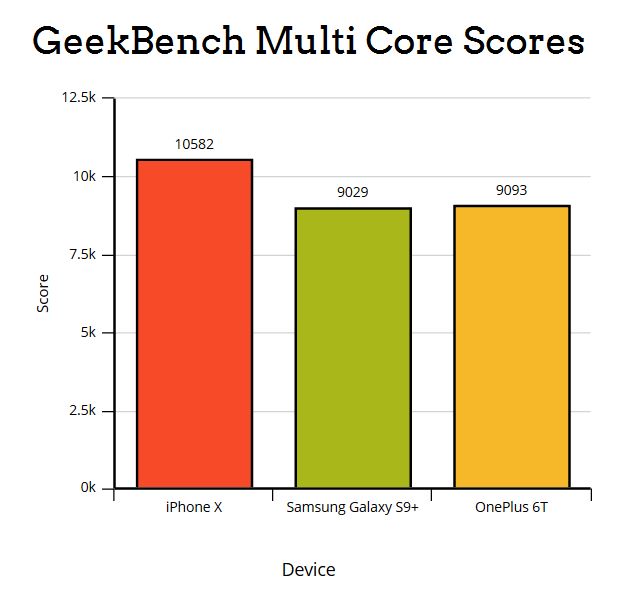 GeekBench Multi Core Scores
12.5k
10582
10k
9029
9093
7.5k
Score
5k
2.5k
0k
iPhone X
Samsung Galaxy S9+
OnePlus 6T
Device